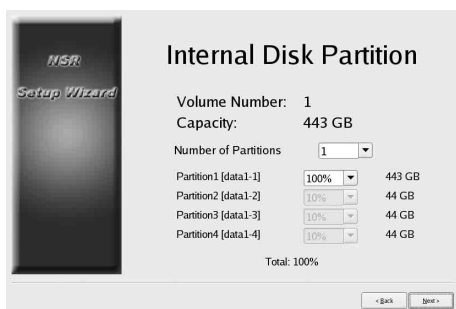 NSR
Setup Wizard
Internal Disk Partition
Volume Number: 1
Capacity: 443 GB
Number of Partitions 1
Partition1 [data1-1] 100% 443 GB
Partition2 [data1-2] 10% 44 GB
Partition3 [data1-3] 10% 44 GB
Partition4 [data1-4] 10% 44 GB
Total: 100%
< Back Next >